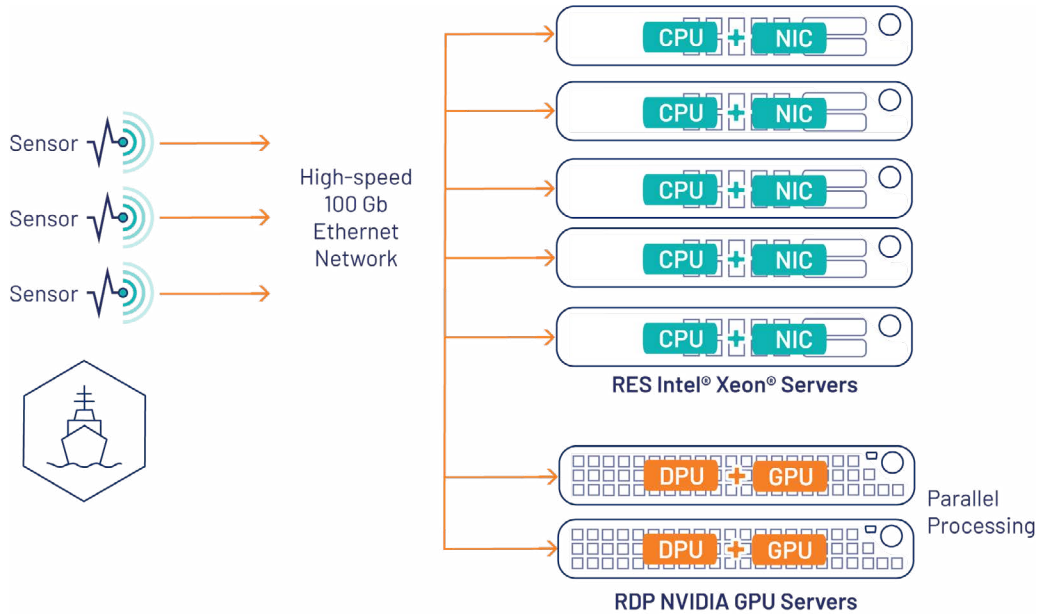 Sensor
Sensor
Sensor
High-speed
100 Gb
Ethernet
Network
CPU + NIC
CPU + NIC
CPU + NIC
CPU + NIC
CPU + NIC
RES Intel® Xeon® Servers
DPU + GPU
DPU + GPU
Parallel
Processing
RDP NVIDIA GPU Servers